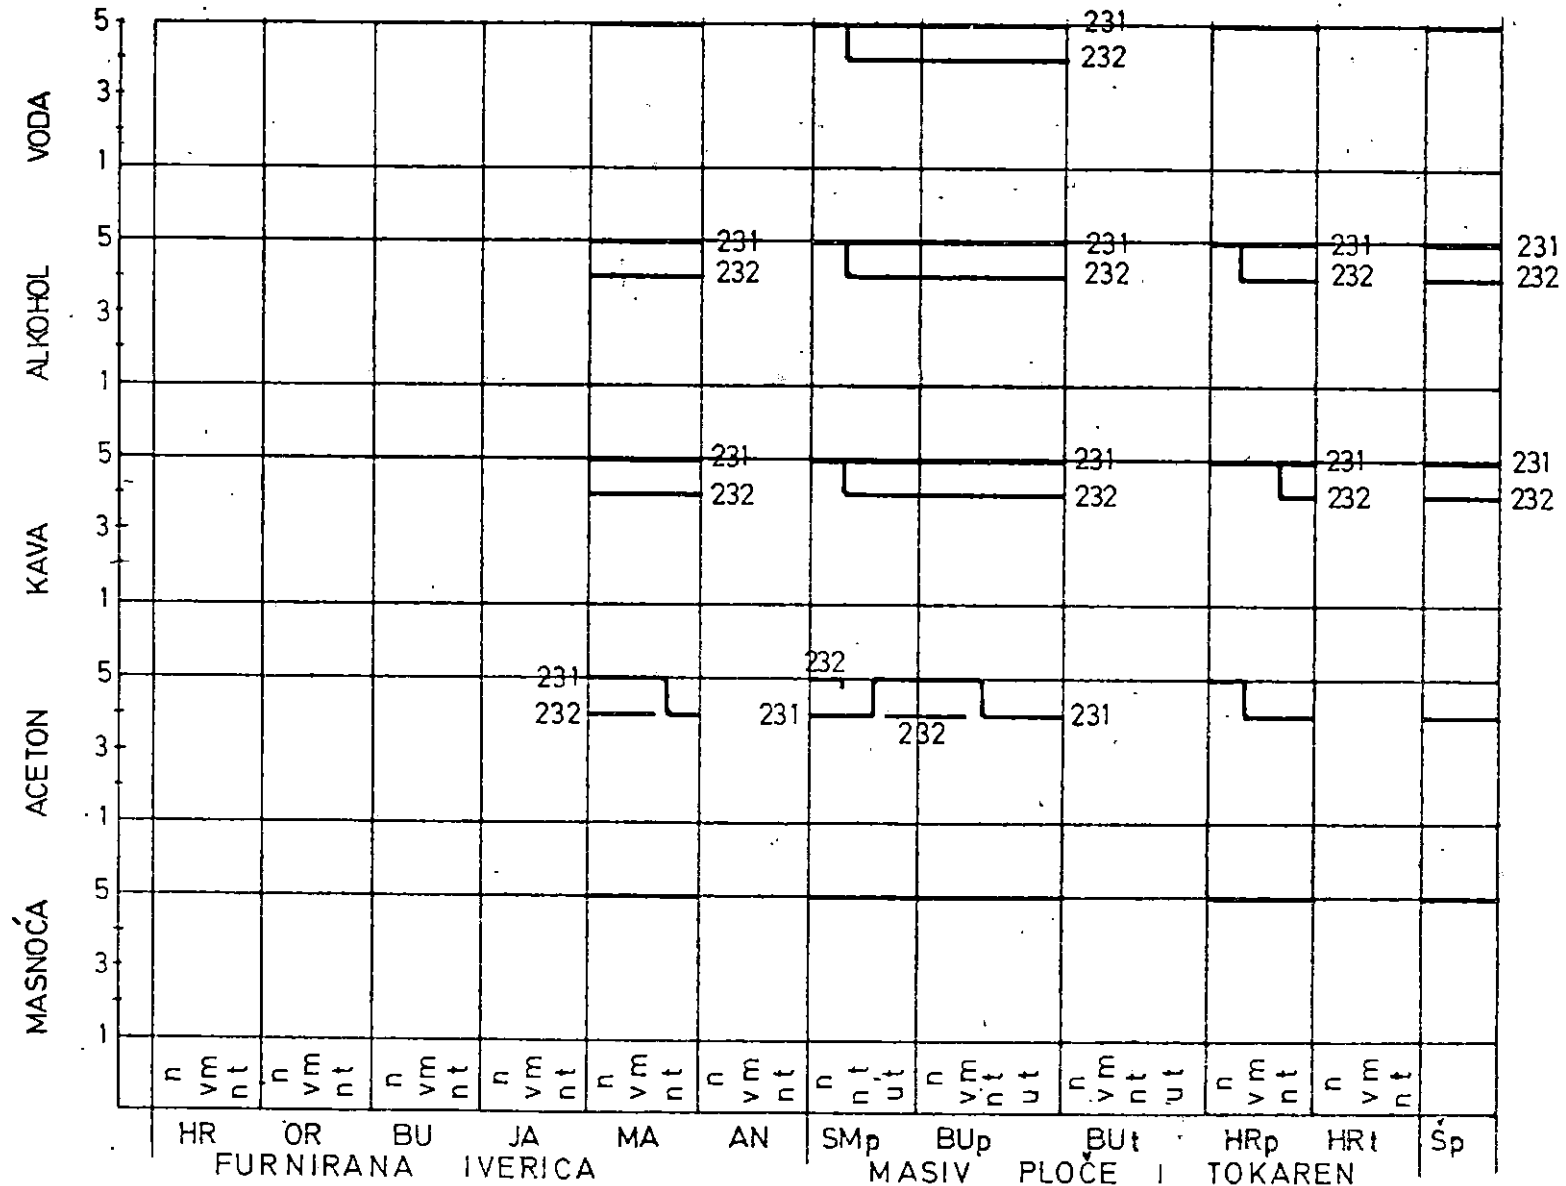 5 231
232
3
VODA
1
5 231 231 231 231
232 232 232 232
3
ALKOHOL
1
5 231 231 231 231
232 232 232 232
3
KAVA
1
5 231 232
232 231 232 231
3
ACETON
1
5
3
MASNOĆA
1
n vm nt n vm nt n vm nt n vm nt n vm nt n vm nt n nt ut n vm nt ut n vm nt ut n vm nt n vm nt
HR OR BU JA MA AN SMp BUp BUt HRp HRt Šp
FURNIRANA IVERICA MASIV PLOČE I TOKAREN